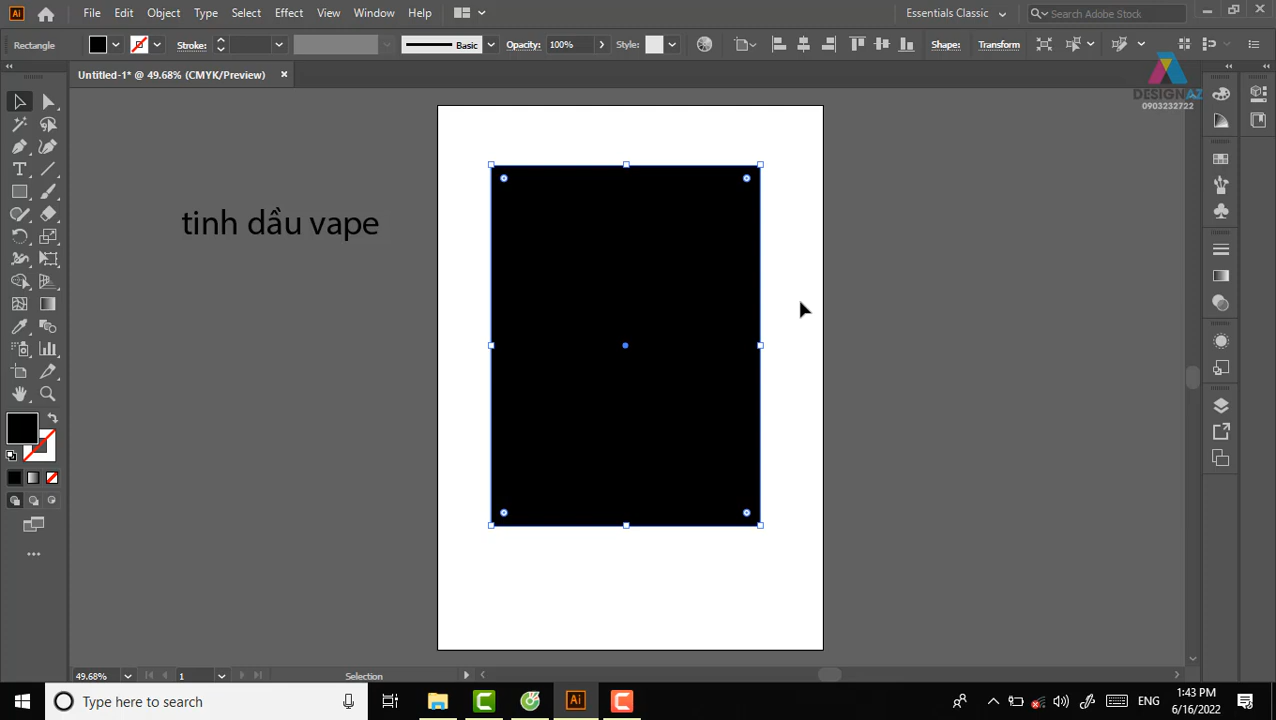 File Edit Object Type Select Effect View Window Help
Essentials Classic
Search Adobe Stock
Rectangle
Stroke:
Basic
Opacity: 100%
Style:
Shape:
Transform
Untitled-1* @ 49.68% (CMYK/Preview)
DESIGNAZ
0903232722
tinh dầu vape
49.68%
1
Selection
Type here to search
Ai
ENG
1:43 PM
6/16/2022